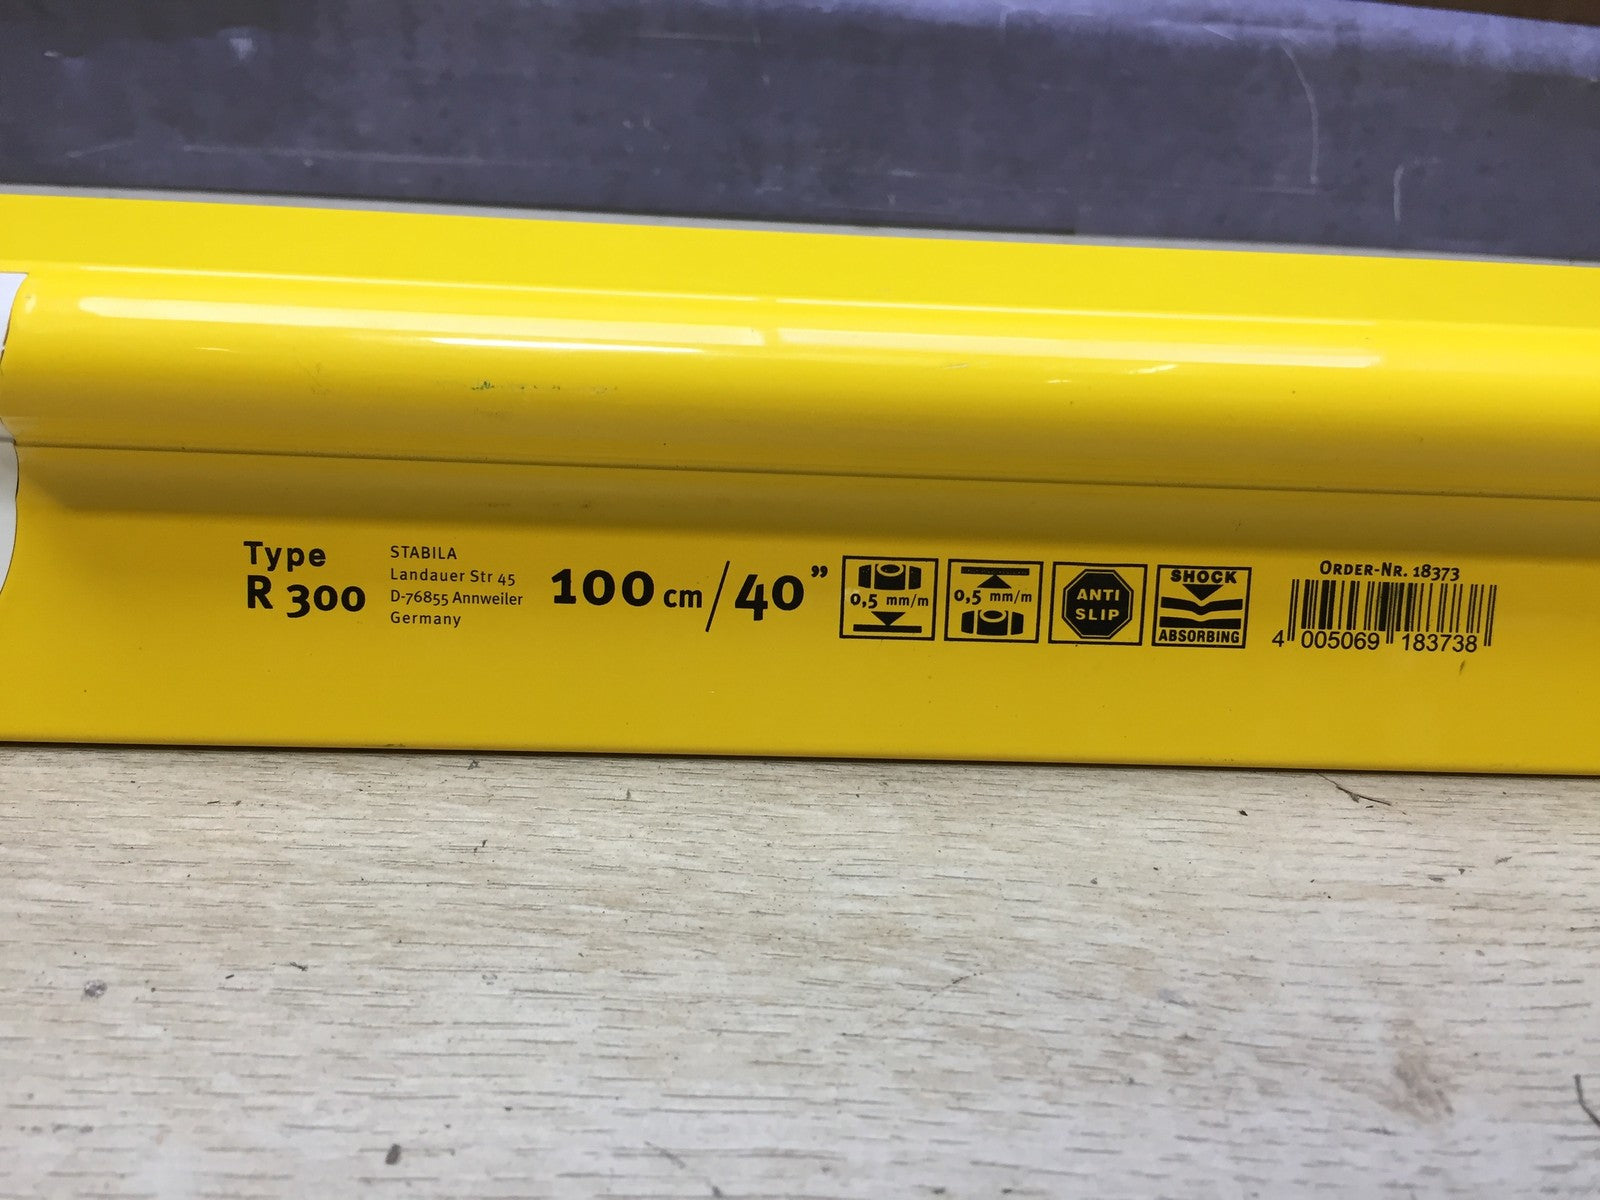 Type
R 300
STABILA
Landauer Str 45
D-76855 Annweiler
Germany
100 cm/40”
0,5 mm/m
0,5 mm/m
ANTI
SLIP
SHOCK
ABSORBING
ORDER-NR. 18373
4 005069 183738